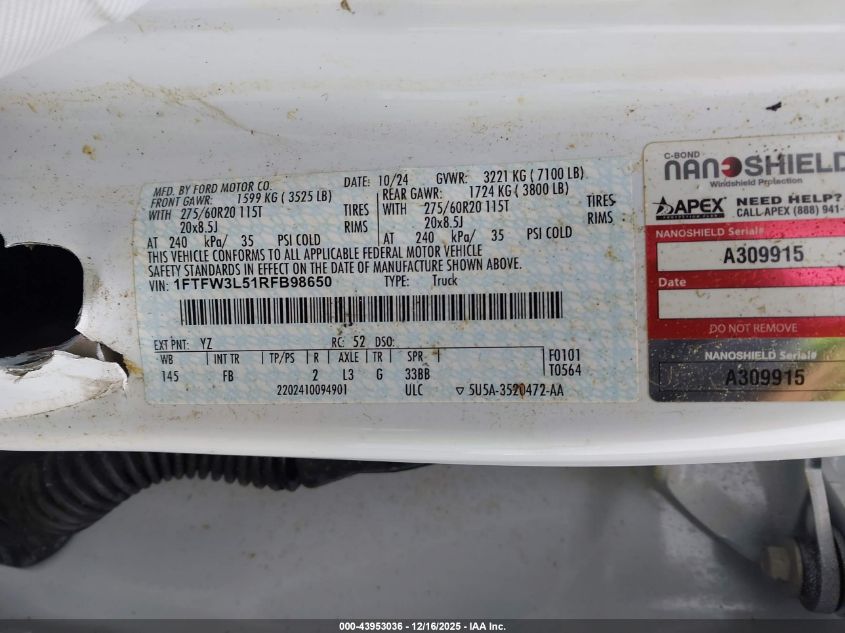 MFD. BY FORD MOTOR CO.
DATE: 10/24 GVWR: 3221 KG ( 7100 LB)
FRONT GAWR: 1599 KG ( 3525 LB)
REAR GAWR: 1724 KG ( 3800 LB)
WITH 275/60R20 115T TIRES
WITH 275/60R20 115T TIRES
20x8.5J RIMS
20x8.5J RIMS
AT 240 kPa/ 35 PSI COLD
AT 240 kPa/ 35 PSI COLD
THIS VEHICLE CONFORMS TO ALL APPLICABLE FEDERAL MOTOR VEHICLE
SAFETY STANDARDS IN EFFECT ON THE DATE OF MANUFACTURE SHOWN ABOVE.
VIN: 1FTFW3L51RFB98650 TYPE: Truck
EXT PNT: YZ RC: 52 DSO:
WB INT TR TP/PS R AXLE TR SPR F0101
145 FB 2 L3 G 33BB T0564
2202410094901 ULC ▽ 5U5A-3520472-AA
C-BOND
NANOSHIELD
Windshield Protection
APEX
NEED HELP?
CALL APEX (888) 941-
NANOSHIELD Serial#
A309915
DO NOT REMOVE
NANOSHIELD Serial#
A309915
000-43953036 - 12/16/2025 - IAA Inc.